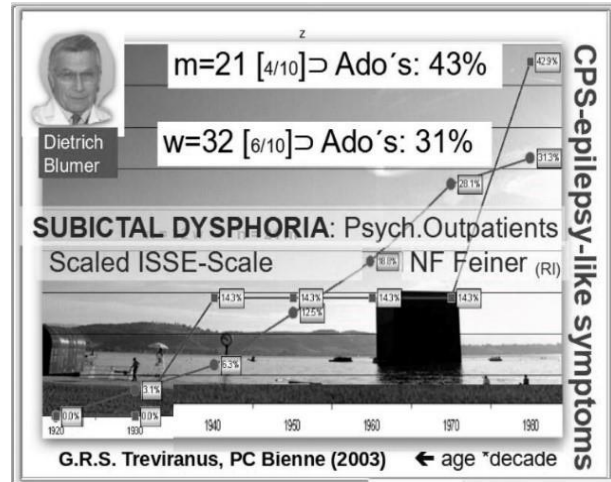 z
m=21 [4/10]⊃ Ado´s: 43%
42.9%
Dietrich
Blumer
w=32 [6/10]⊃ Ado´s: 31%
31.3%
28.1%
SUBICTAL DYSPHORIA: Psych.Outpatients
Scaled ISSE-Scale
18.8%
NF Feiner (RI)
14.3%
14.3%
14.3%
14.3%
12.5%
6.3%
3.1%
0.0%
0.0%
1920
1930
1940
1950
1960
1970
1980
G.R.S. Treviranus, PC Bienne (2003)
← age *decade
CPS-epilepsy-like symptoms